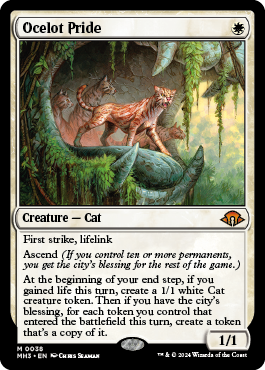 Ocelot Pride
Creature — Cat
First strike, lifelink
Ascend (If you control ten or more permanents,
you get the city's blessing for the rest of the game.)
At the beginning of your end step, if you
gained life this turn, create a 1/1 white Cat
creature token. Then if you have the city's
blessing, for each token you control that
entered the battlefield this turn, create a token
that's a copy of it.
1/1
M 0038
MH3 • EN Chris Seaman
™ & © 2024 Wizards of the Coast